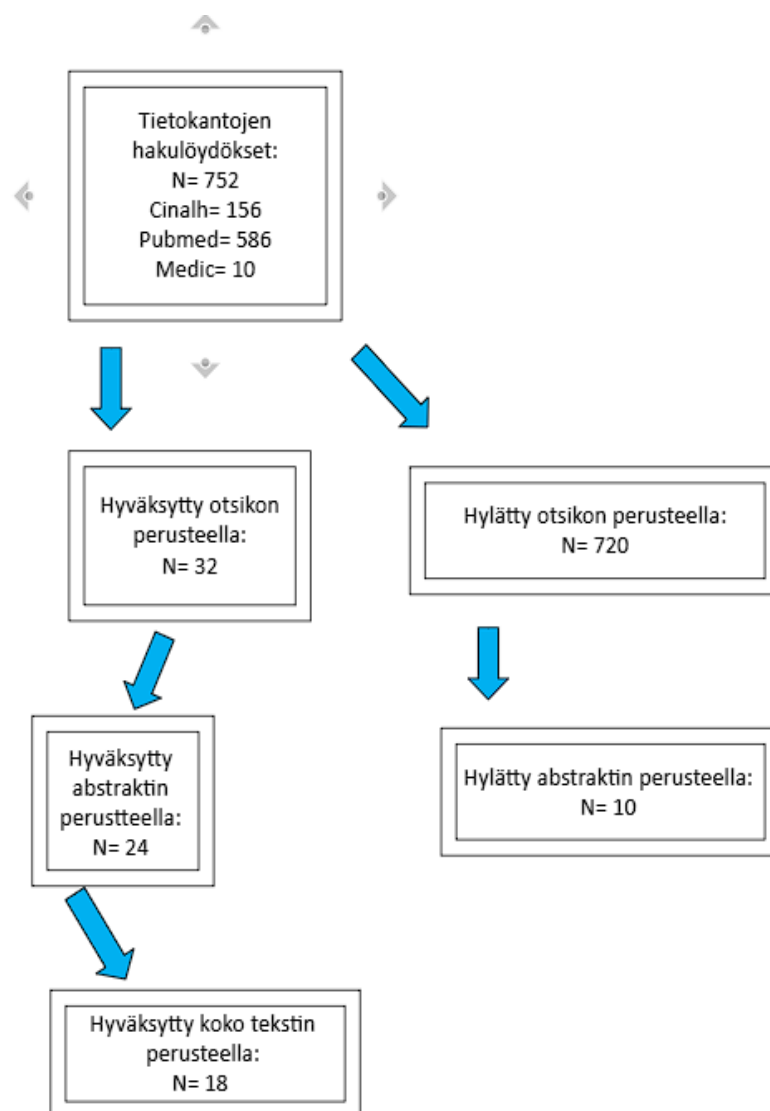 Tietokantojen
hakulöydökset:
N= 752
Cinalh= 156
Pubmed= 586
Medic= 10
Hyväksytty otsikon
perusteella:
N= 32
Hylätty otsikon perusteella:
N= 720
Hyväksytty
abstraktin
perustteella:
N= 24
Hylätty abstraktin perusteella:
N= 10
Hyväksytty koko tekstin
perusteella:
N= 18